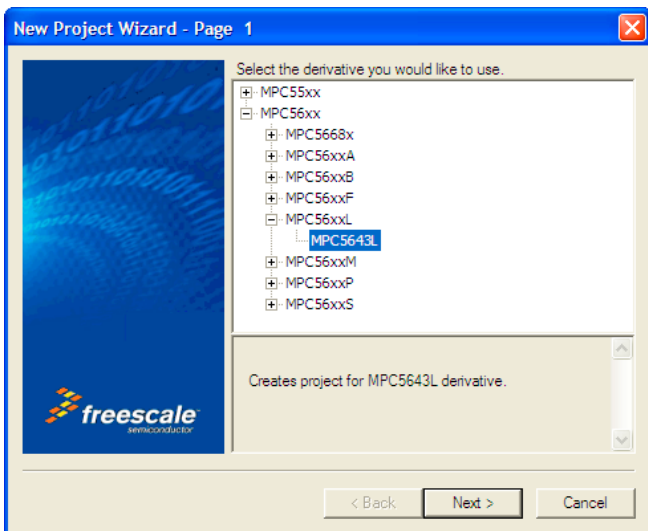 New Project Wizard - Page 1
Select the derivative you would like to use.
MPC55xx
MPC56xx
MPC5668x
MPC56xxA
MPC56xxB
MPC56xxF
MPC56xxL
MPC5643L
MPC56xxM
MPC56xxP
MPC56xxS
Creates project for MPC5643L derivative.
freescale
semiconductor
< Back
Next >
Cancel